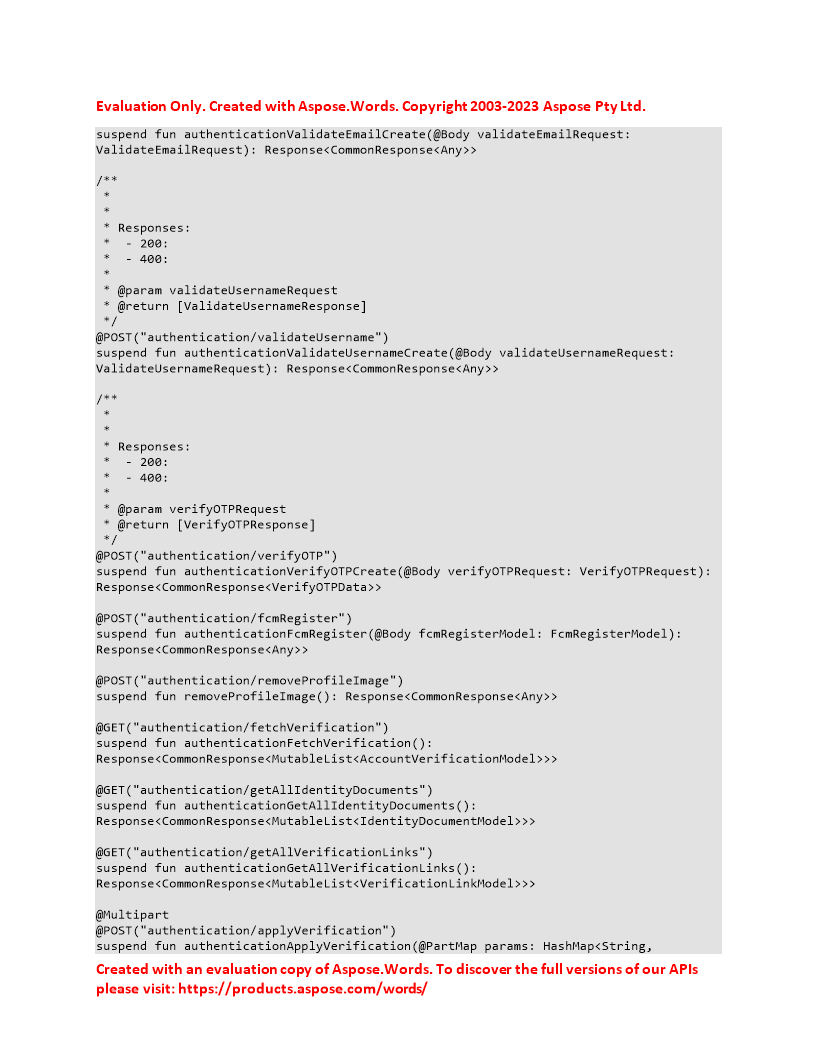 Evaluation Only. Created with Aspose.Words. Copyright 2003-2023 Aspose Pty Ltd.
suspend fun authenticationValidateEmailCreate(@Body validateEmailRequest:
ValidateEmailRequest): Response<CommonResponse<Any>>
/**
 *
 *
 * Responses:
 *  - 200:
 *  - 400:
 *
 * @param validateUsernameRequest
 * @return [ValidateUsernameResponse]
 */
@POST("authentication/validateUsername")
suspend fun authenticationValidateUsernameCreate(@Body validateUsernameRequest:
ValidateUsernameRequest): Response<CommonResponse<Any>>
/**
 *
 *
 * Responses:
 *  - 200:
 *  - 400:
 *
 * @param verifyOTPRequest
 * @return [VerifyOTPResponse]
 */
@POST("authentication/verifyOTP")
suspend fun authenticationVerifyOTPCreate(@Body verifyOTPRequest: VerifyOTPRequest):
Response<CommonResponse<VerifyOTPData>>
@POST("authentication/fcmRegister")
suspend fun authenticationFcmRegister(@Body fcmRegisterModel: FcmRegisterModel):
Response<CommonResponse<Any>>
@POST("authentication/removeProfileImage")
suspend fun removeProfileImage(): Response<CommonResponse<Any>>
@GET("authentication/fetchVerification")
suspend fun authenticationFetchVerification():
Response<CommonResponse<MutableList<AccountVerificationModel>>>
@GET("authentication/getAllIdentityDocuments")
suspend fun authenticationGetAllIdentityDocuments():
Response<CommonResponse<MutableList<IdentityDocumentModel>>>
@GET("authentication/getAllVerificationLinks")
suspend fun authenticationGetAllVerificationLinks():
Response<CommonResponse<MutableList<VerificationLinkModel>>>
@Multipart
@POST("authentication/applyVerification")
suspend fun authenticationApplyVerification(@PartMap params: HashMap<String,
Created with an evaluation copy of Aspose.Words. To discover the full versions of our APIs
please visit: https://products.aspose.com/words/